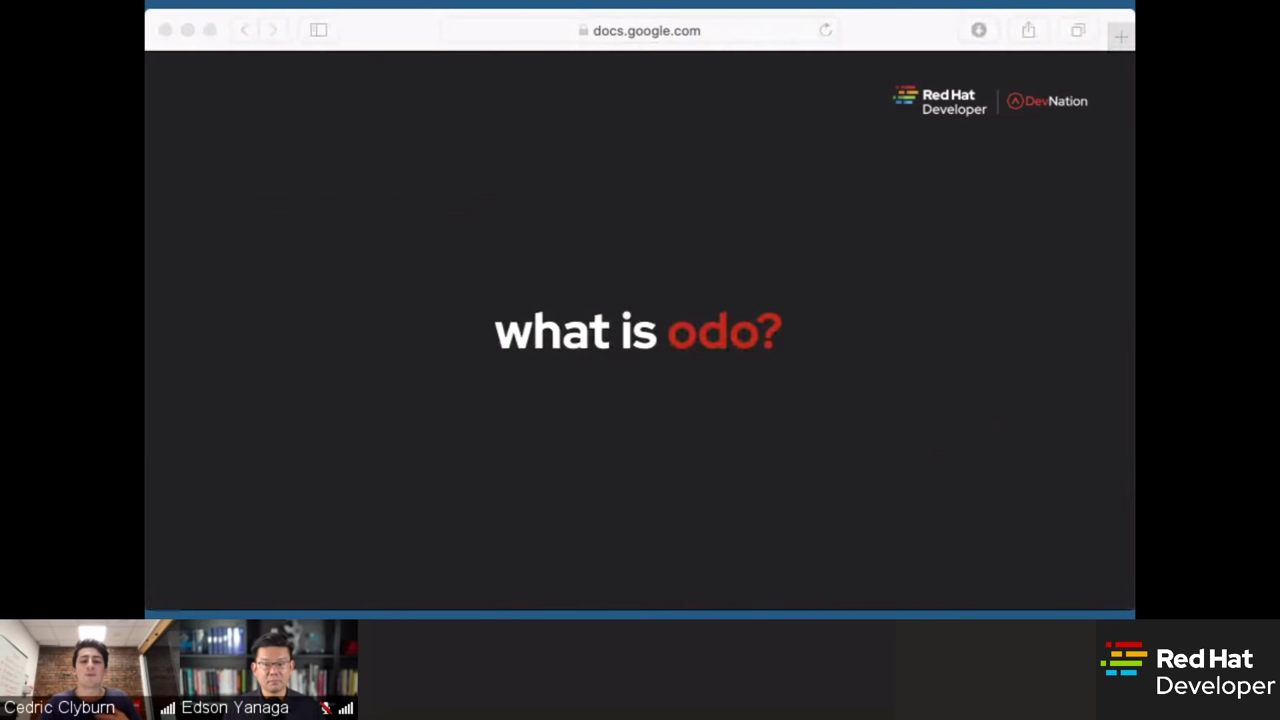 docs.google.com
Red Hat
Developer
DevNation
what is odo?
Cedric Clyburn
Edson Yanaga
Red Hat
Developer